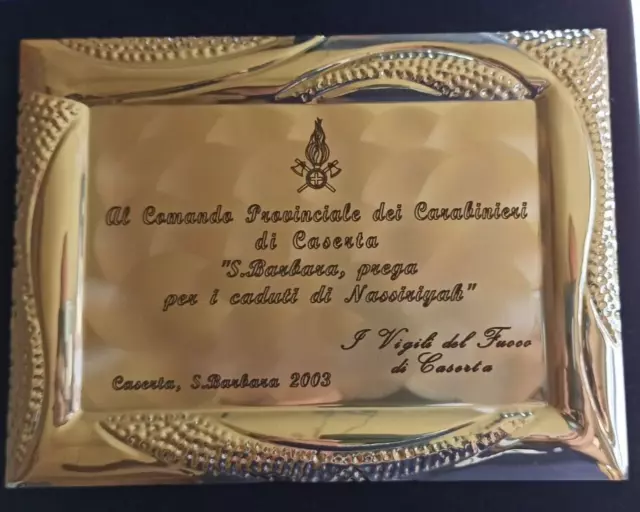 Al Comando Provinciale dei Carabinieri
di Caserta
"S.Barbara, prega
per i caduti di Nassiriyah"
I Vigili del Fuoco
di Caserta
Caserta, S.Barbara 2003